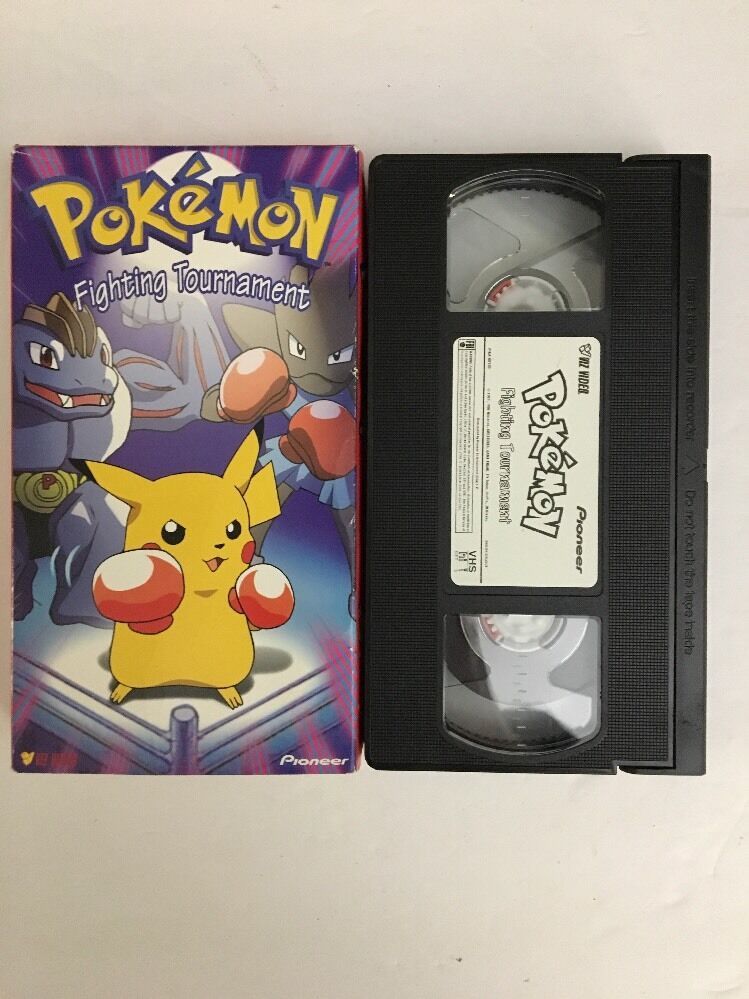 POKéMON
Fighting Tournament
P
VIZ VIDEO
Pioneer
VIZ VIDEO
POKéMON
Fighting Tournament
Pioneer
FBI
VHS
Insert this side into recorder
Do not touch the tape inside